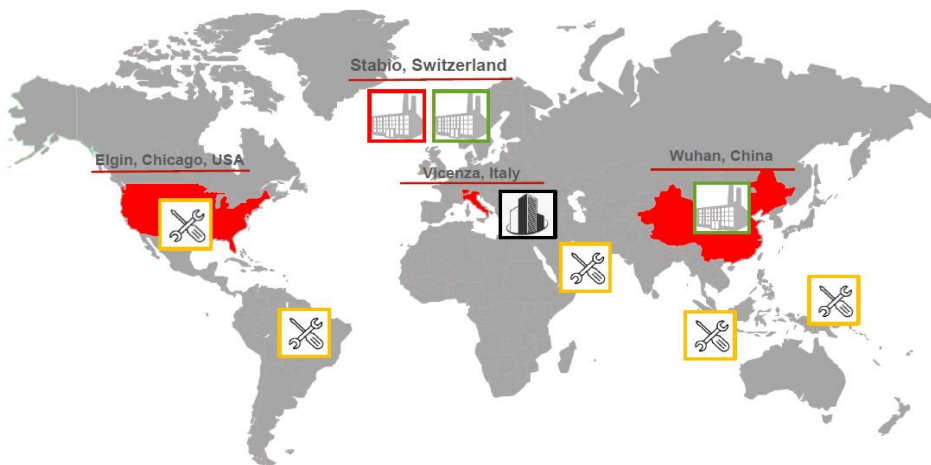 Stabio, Switzerland
Elgin, Chicago, USA
Wuhan, China
Vicenza, Italy